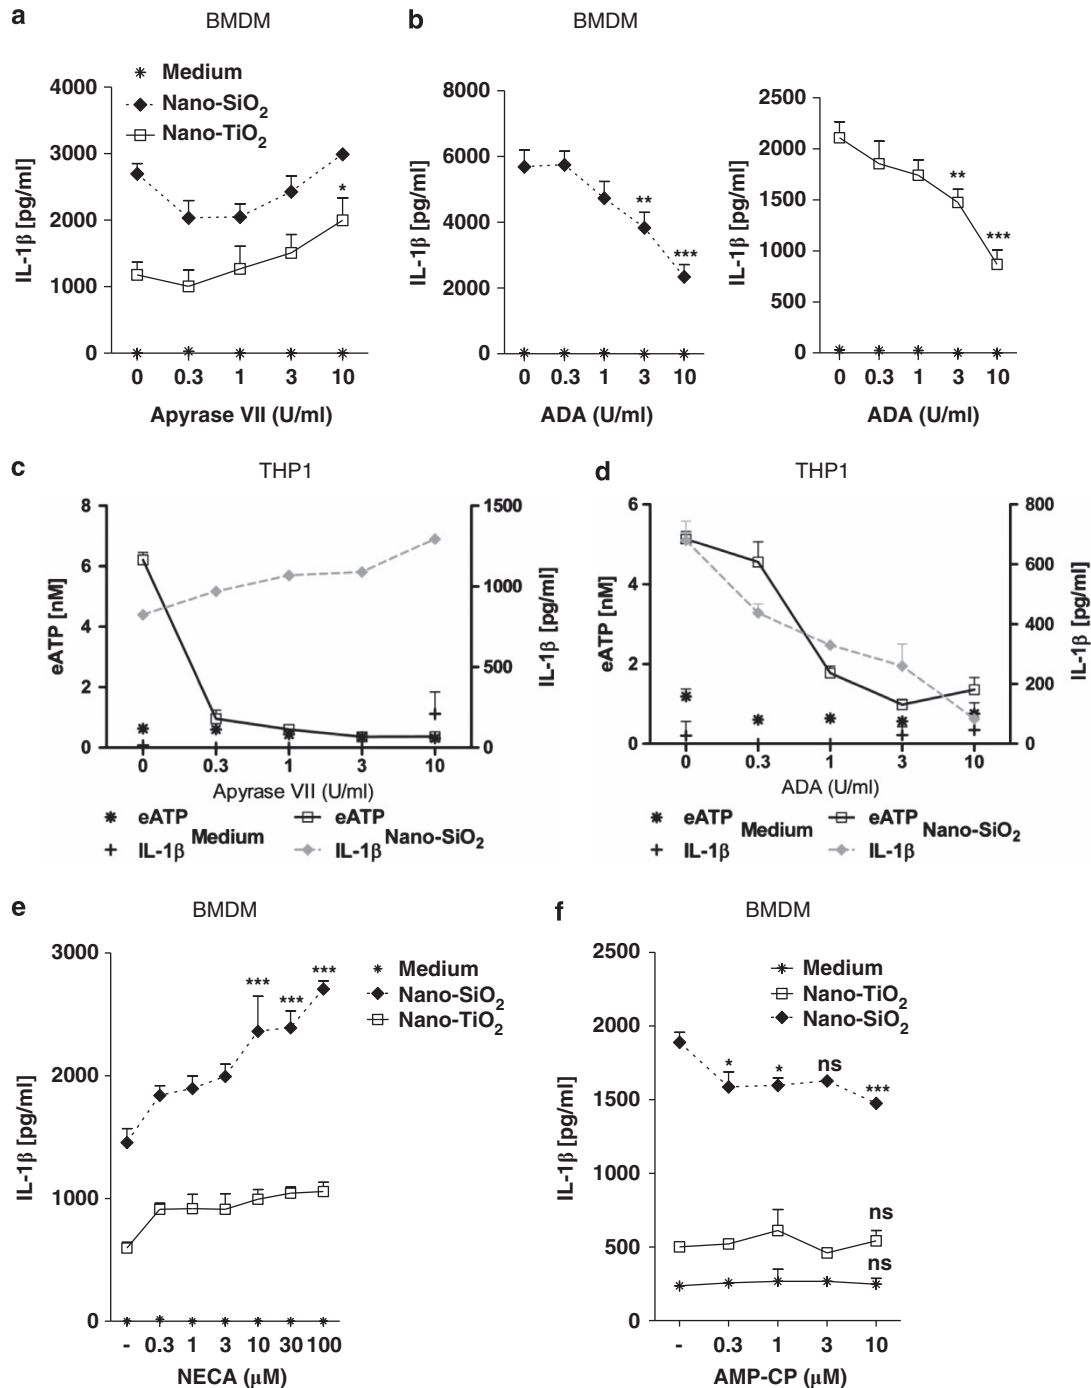 a
BMDM
Medium
Nano-SiO2
Nano-TiO2
4000
3000
2000
1000
0
IL-1β [pg/ml]
*
0 0.3 1 3 10
Apyrase VII (U/ml)
b
BMDM
8000
6000
4000
2000
0
IL-1β [pg/ml]
**
***
0 0.3 1 3 10
ADA (U/ml)
2500
2000
1500
1000
500
0
IL-1β [pg/ml]
**
***
0 0.3 1 3 10
ADA (U/ml)
c
THP1
8
6
4
2
0
eATP [nM]
1500
1000
500
0
IL-1β [pg/ml]
0 0.3 1 3 10
Apyrase VII (U/ml)
eATP
IL-1β
Medium
eATP
IL-1β
Nano-SiO2
d
THP1
6
4
2
0
eATP [nM]
800
600
400
200
0
IL-1β [pg/ml]
0 0.3 1 3 10
ADA (U/ml)
eATP
IL-1β
Medium
eATP
IL-1β
Nano-SiO2
e
BMDM
3000
2000
1000
0
IL-1β [pg/ml]
***
***
***
Medium
Nano-SiO2
Nano-TiO2
- 0.3 1 3 10 30 100
NECA (μM)
f
BMDM
2500
2000
1500
1000
500
0
IL-1β [pg/ml]
Medium
Nano-TiO2
Nano-SiO2
*
*
ns
***
ns
ns
- 0.3 1 3 10
AMP-CP (μM)